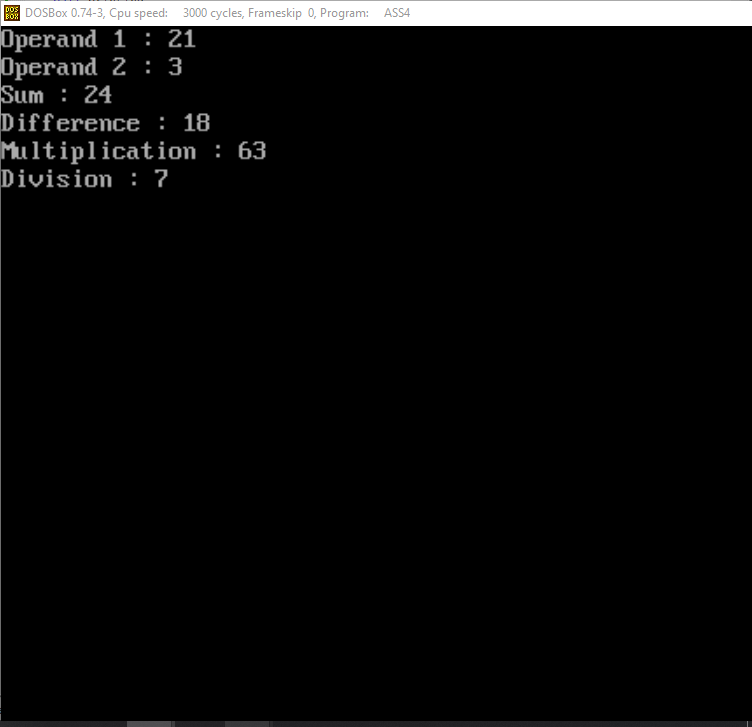 DOSBox 0.74-3, Cpu speed: 3000 cycles, Frameskip 0, Program: ASS4
Operand 1 : 21
Operand 2 : 3
Sum : 24
Difference : 18
Multiplication : 63
Division : 7